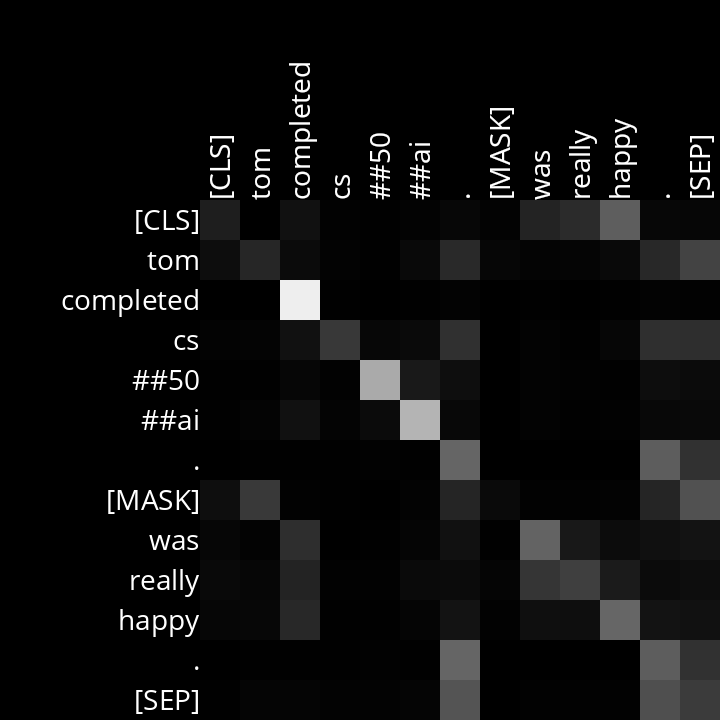 [CLS] tom completed cs ##50 ##ai . [MASK] was really happy . [SEP]
[CLS]
tom
completed
cs
##50
##ai
.
[MASK]
was
really
happy
.
[SEP]